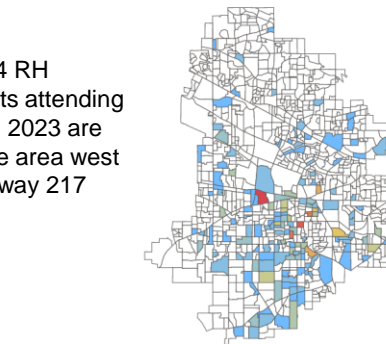 4 RH
ts attending
2023 are
e area west
way 217